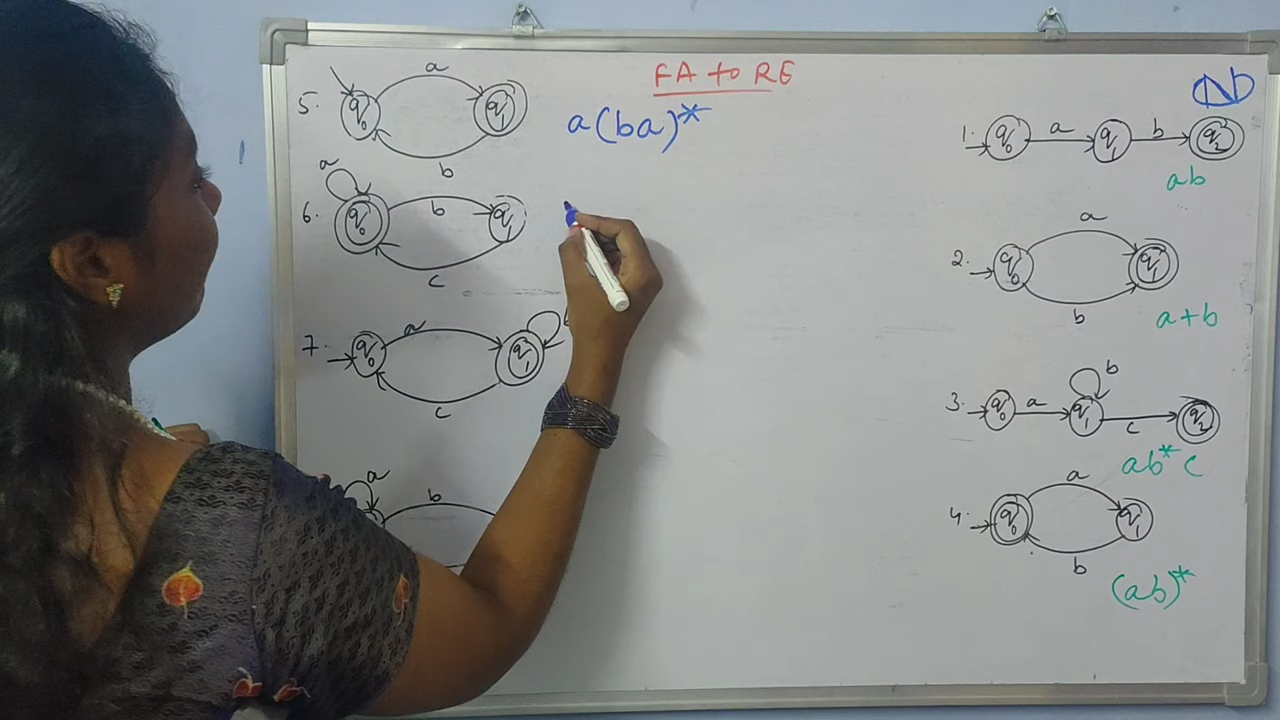 FA to RE
5.
q0
a
q1
b
a(ba)*
6.
a
q0
b
q1
c
7.
q0
a
q1
c
a
b
1.
q0
a
q1
b
q2
ab
2.
q0
a
q1
b
a+b
3.
q0
a
q1
b
c
q2
ab*c
4.
q0
a
q1
b
(ab)*